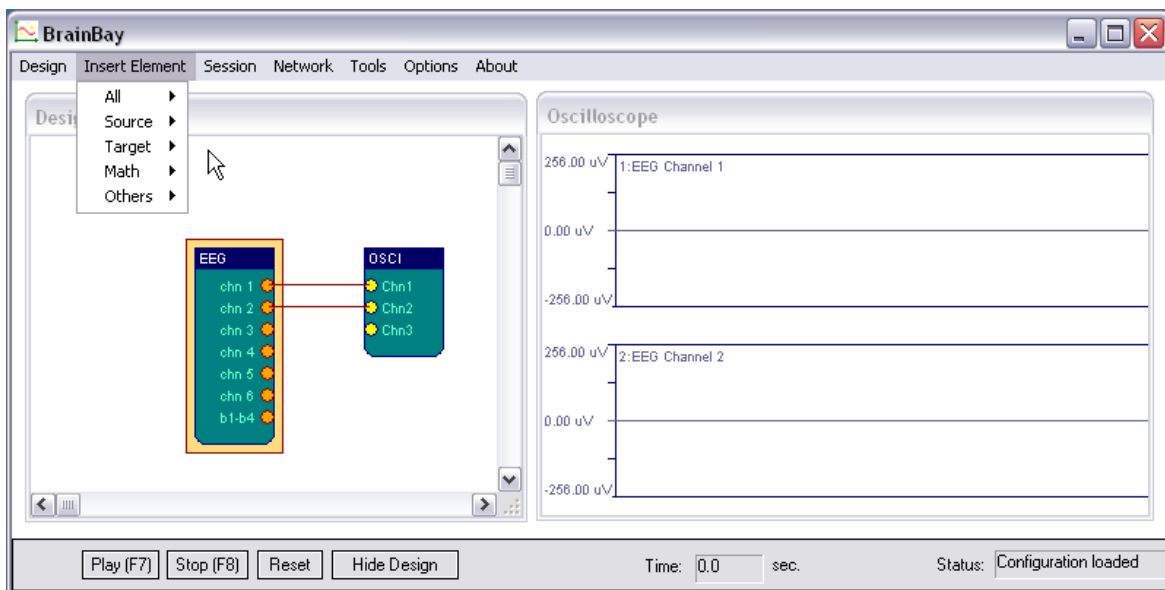 BrainBay
Design Insert Element Session Network Tools Options About
All
Source
Target
Math
Others
Oscilloscope
EEG
chn 1
chn 2
chn 3
chn 4
chn 5
chn 6
b1-b4
OSCI
Chn1
Chn2
Chn3
256.00 uV
1:EEG Channel 1
0.00 uV
-256.00 uV
256.00 uV
2:EEG Channel 2
0.00 uV
-256.00 uV
Play (F7) Stop (F8) Reset Hide Design Time: 0.0 sec. Status: Configuration loaded